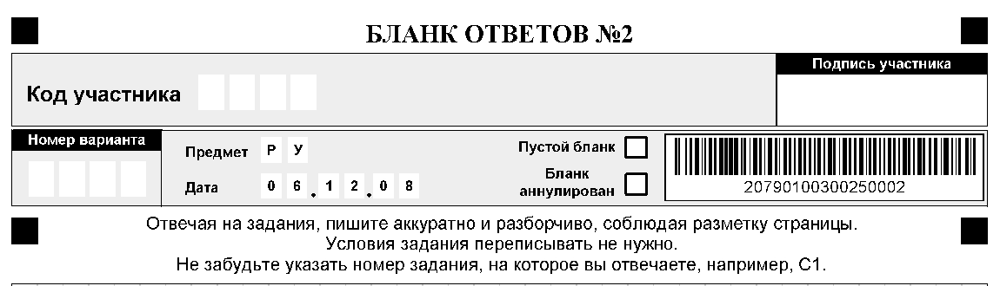 БЛАНК ОТВЕТОВ №2
Подпись участника
Код участника
Номер варианта
Предмет Р У
Пустой бланк
Дата 0 6 . 1 2 . 0 8
Бланк
аннулирован
20790100300250002
Отвечая на задания, пишите аккуратно и разборчиво, соблюдая разметку страницы.
Условия задания переписывать не нужно.
Не забудьте указать номер задания, на которое вы отвечаете, например, С1.